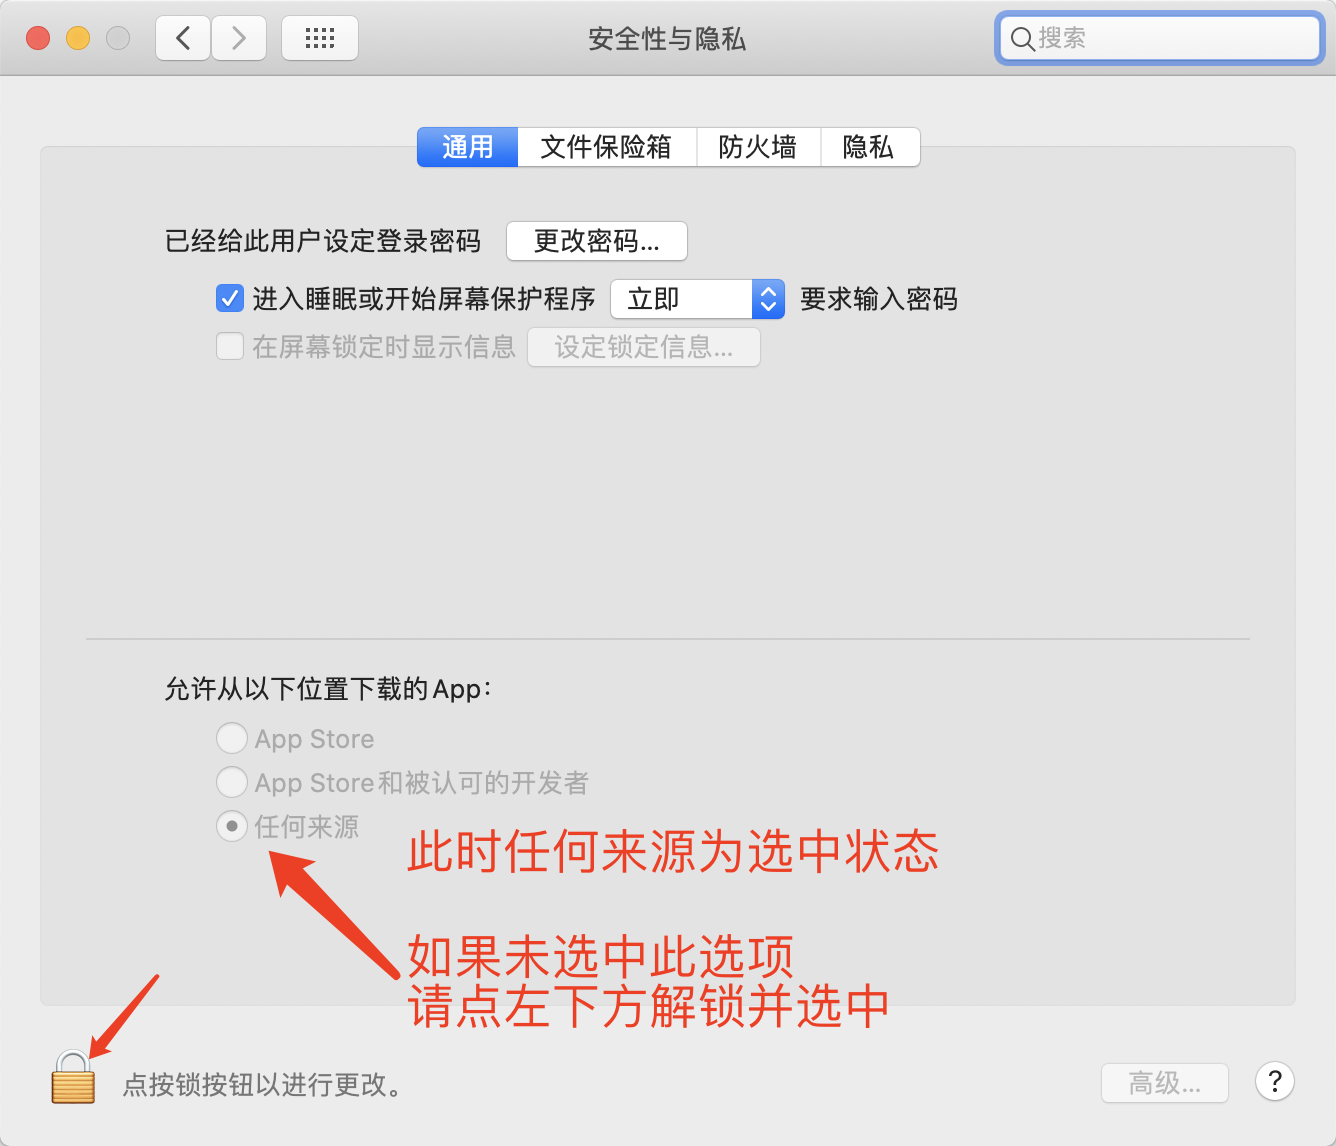 安全性与隐私
搜索
通用 文件保险箱 防火墙 隐私
已经给此用户设定登录密码 更改密码...
进入睡眠或开始屏幕保护程序 立即 要求输入密码
在屏幕锁定时显示信息 设定锁定信息...
允许从以下位置下载的App：
App Store
App Store和被认可的开发者
任何来源
此时任何来源为选中状态
如果未选中此选项
请点左下方解锁并选中
点按锁按钮以进行更改。
高级... ?